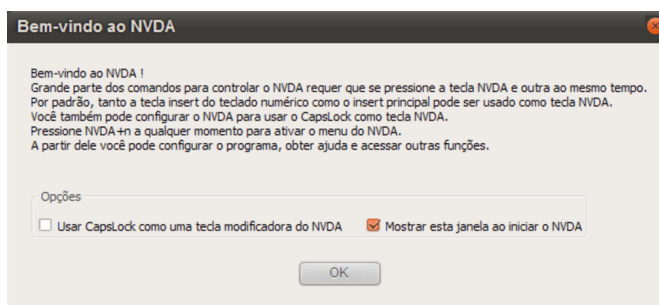 Bem-vindo ao NVDA
Bem-vindo ao NVDA !
Grande parte dos comandos para controlar o NVDA requer que se pressione a tecla NVDA e outra ao mesmo tempo.
Por padrão, tanto a tecla insert do teclado numérico como o insert principal pode ser usado como tecla NVDA.
Você também pode configurar o NVDA para usar o CapsLock como tecla NVDA.
Pressione NVDA+n a qualquer momento para ativar o menu do NVDA.
A partir dele você pode configurar o programa, obter ajuda e acessar outras funções.
Opções
Usar CapsLock como uma tecla modificadora do NVDA Mostrar esta janela ao iniciar o NVDA
OK